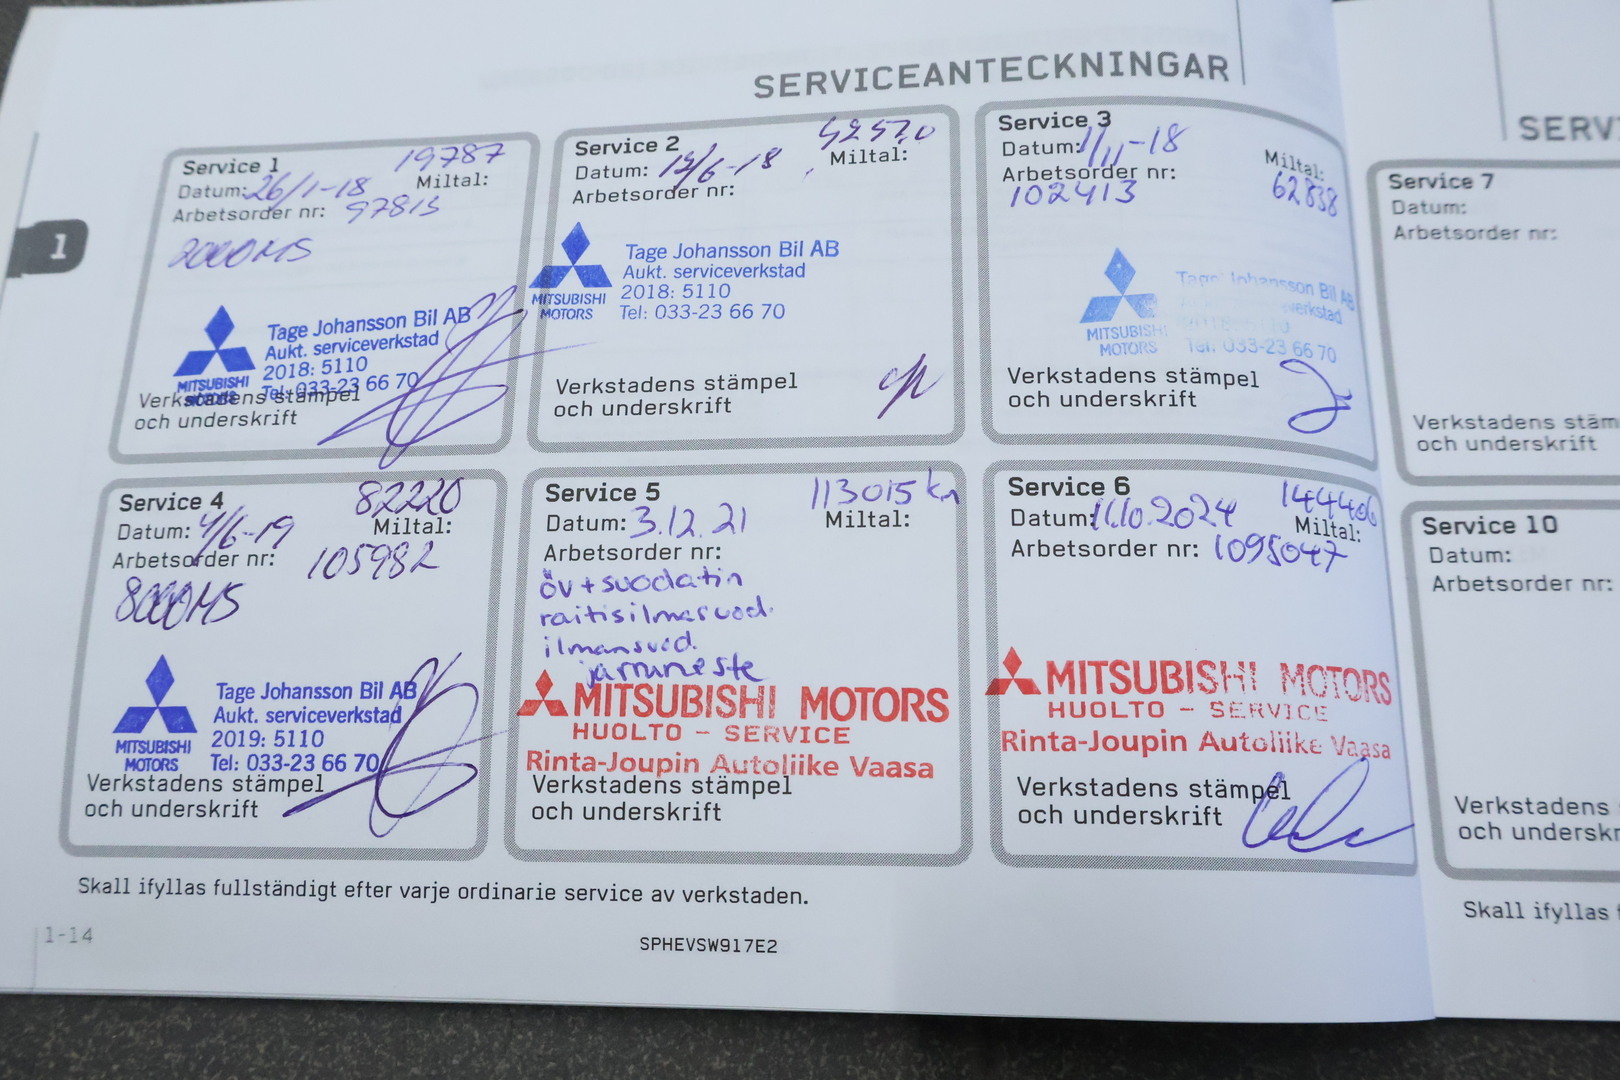 SERVICEANTECKNINGAR
Service 1
19787
Datum: 26/1-18 Miltal:
Arbetsorder nr: 97813
2000MS
MITSUBISHI
MOTORS
Tage Johansson Bil AB
Aukt. serviceverkstad
2018: 5110
Tel: 033-23 66 70
Verkstadens stämpel
och underskrift
Service 2
Datum: 14/6-18 Miltal:
Arbetsorder nr:
MITSUBISHI
MOTORS
Tage Johansson Bil AB
Aukt. serviceverkstad
2018: 5110
Tel: 033-23 66 70
Verkstadens stämpel
och underskrift
Service 3
Datum: 1/11-18 Miltal:
Arbetsorder nr: 62838
102413
MITSUBISHI
MOTORS
Tage Johansson Bil AB
verkstad
Tel: 033-23 66 70
Verkstadens stämpel
och underskrift
Service 4
82220
Datum: 4/6-19 Miltal:
Arbetsorder nr: 105982
8000MS
MITSUBISHI
MOTORS
Tage Johansson Bil AB
Aukt. serviceverkstad
2019: 5110
Tel: 033-23 66 70
Verkstadens stämpel
och underskrift
Service 5
113015 km
Datum: 3.12.21 Miltal:
Arbetsorder nr:
öv+suodatin
raitisilmasuod.
ilmansuod.
jarruneste
MITSUBISHI MOTORS
HUOLTO - SERVICE
Rinta-Joupin Autoliike Vaasa
Verkstadens stämpel
och underskrift
Service 6
144406
Datum: 11.10.2024 Miltal:
Arbetsorder nr: 1095047
MITSUBISHI MOTORS
HUOLTO - SERVICE
Rinta-Joupin Autoliike Vaasa
Verkstadens stämpel
och underskrift
Skall ifyllas fullständigt efter varje ordinarie service av verkstaden.
1-14
SPHEVSW917E2
1
SERV
Service 7
Datum:
Arbetsorder nr:
Verkstadens stäm
och underskrift
Service 10
Datum:
Arbetsorder nr:
Verkstadens
och underskr
Skall ifyllas f